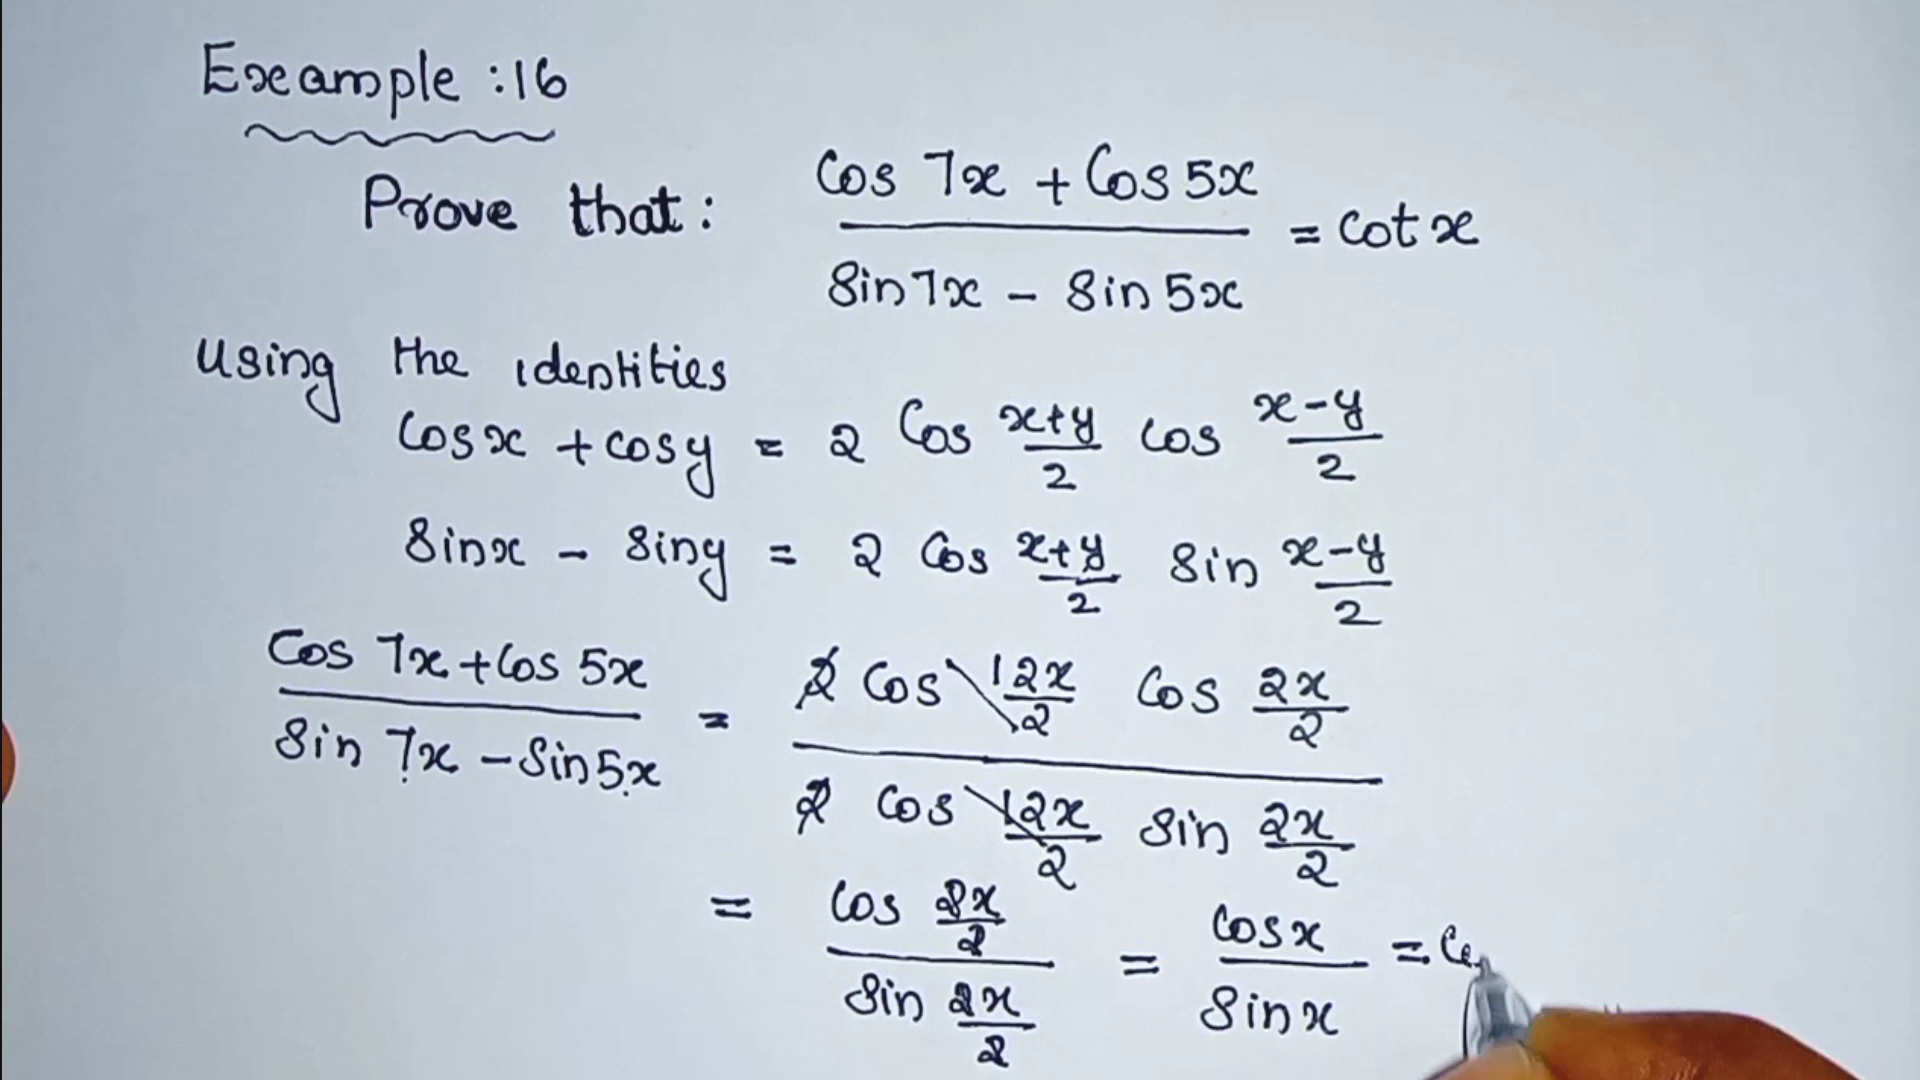 Example :16
Prove that: (cos 7x + cos 5x) / (sin 7x - sin 5x) = cot x
using the identities
cos x + cos y = 2 cos (x+y)/2 cos (x-y)/2
sin x - sin y = 2 cos (x+y)/2 sin (x-y)/2
(cos 7x + cos 5x) / (sin 7x - sin 5x) = (2 cos 12x/2 cos 2x/2) / (2 cos 12x/2 sin 2x/2)
= (cos 2x/2) / (sin 2x/2) = cos x / sin x =